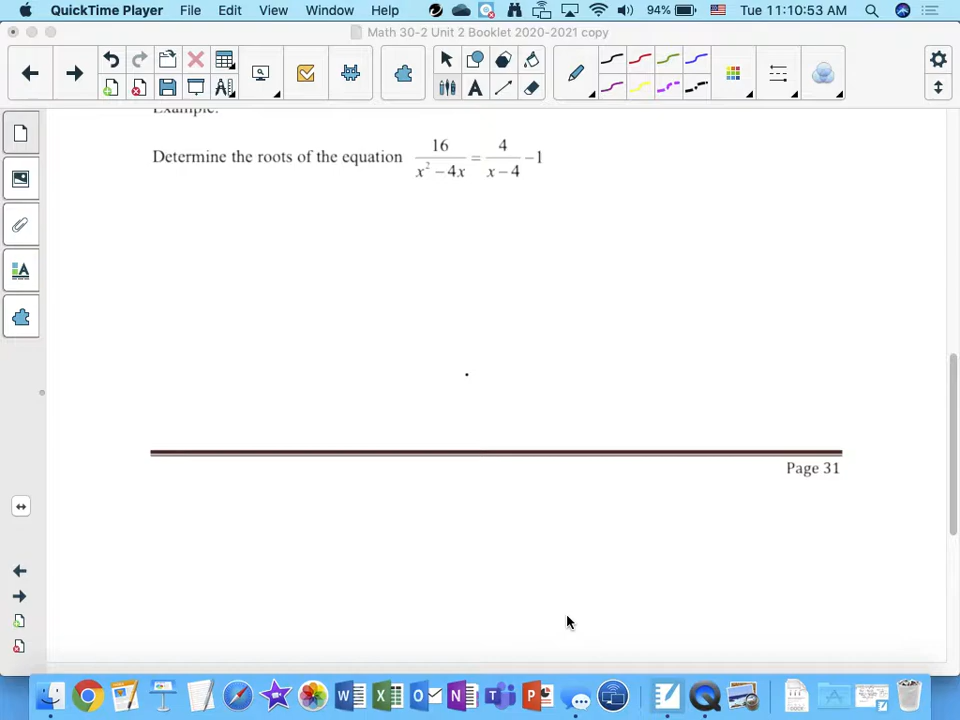 QuickTime Player File Edit View Window Help 94% Tue 11:10:53 AM
Math 30-2 Unit 2 Booklet 2020-2021 copy
Example:
Determine the roots of the equation 16/(x² – 4x) = 4/(x – 4) – 1
Page 31